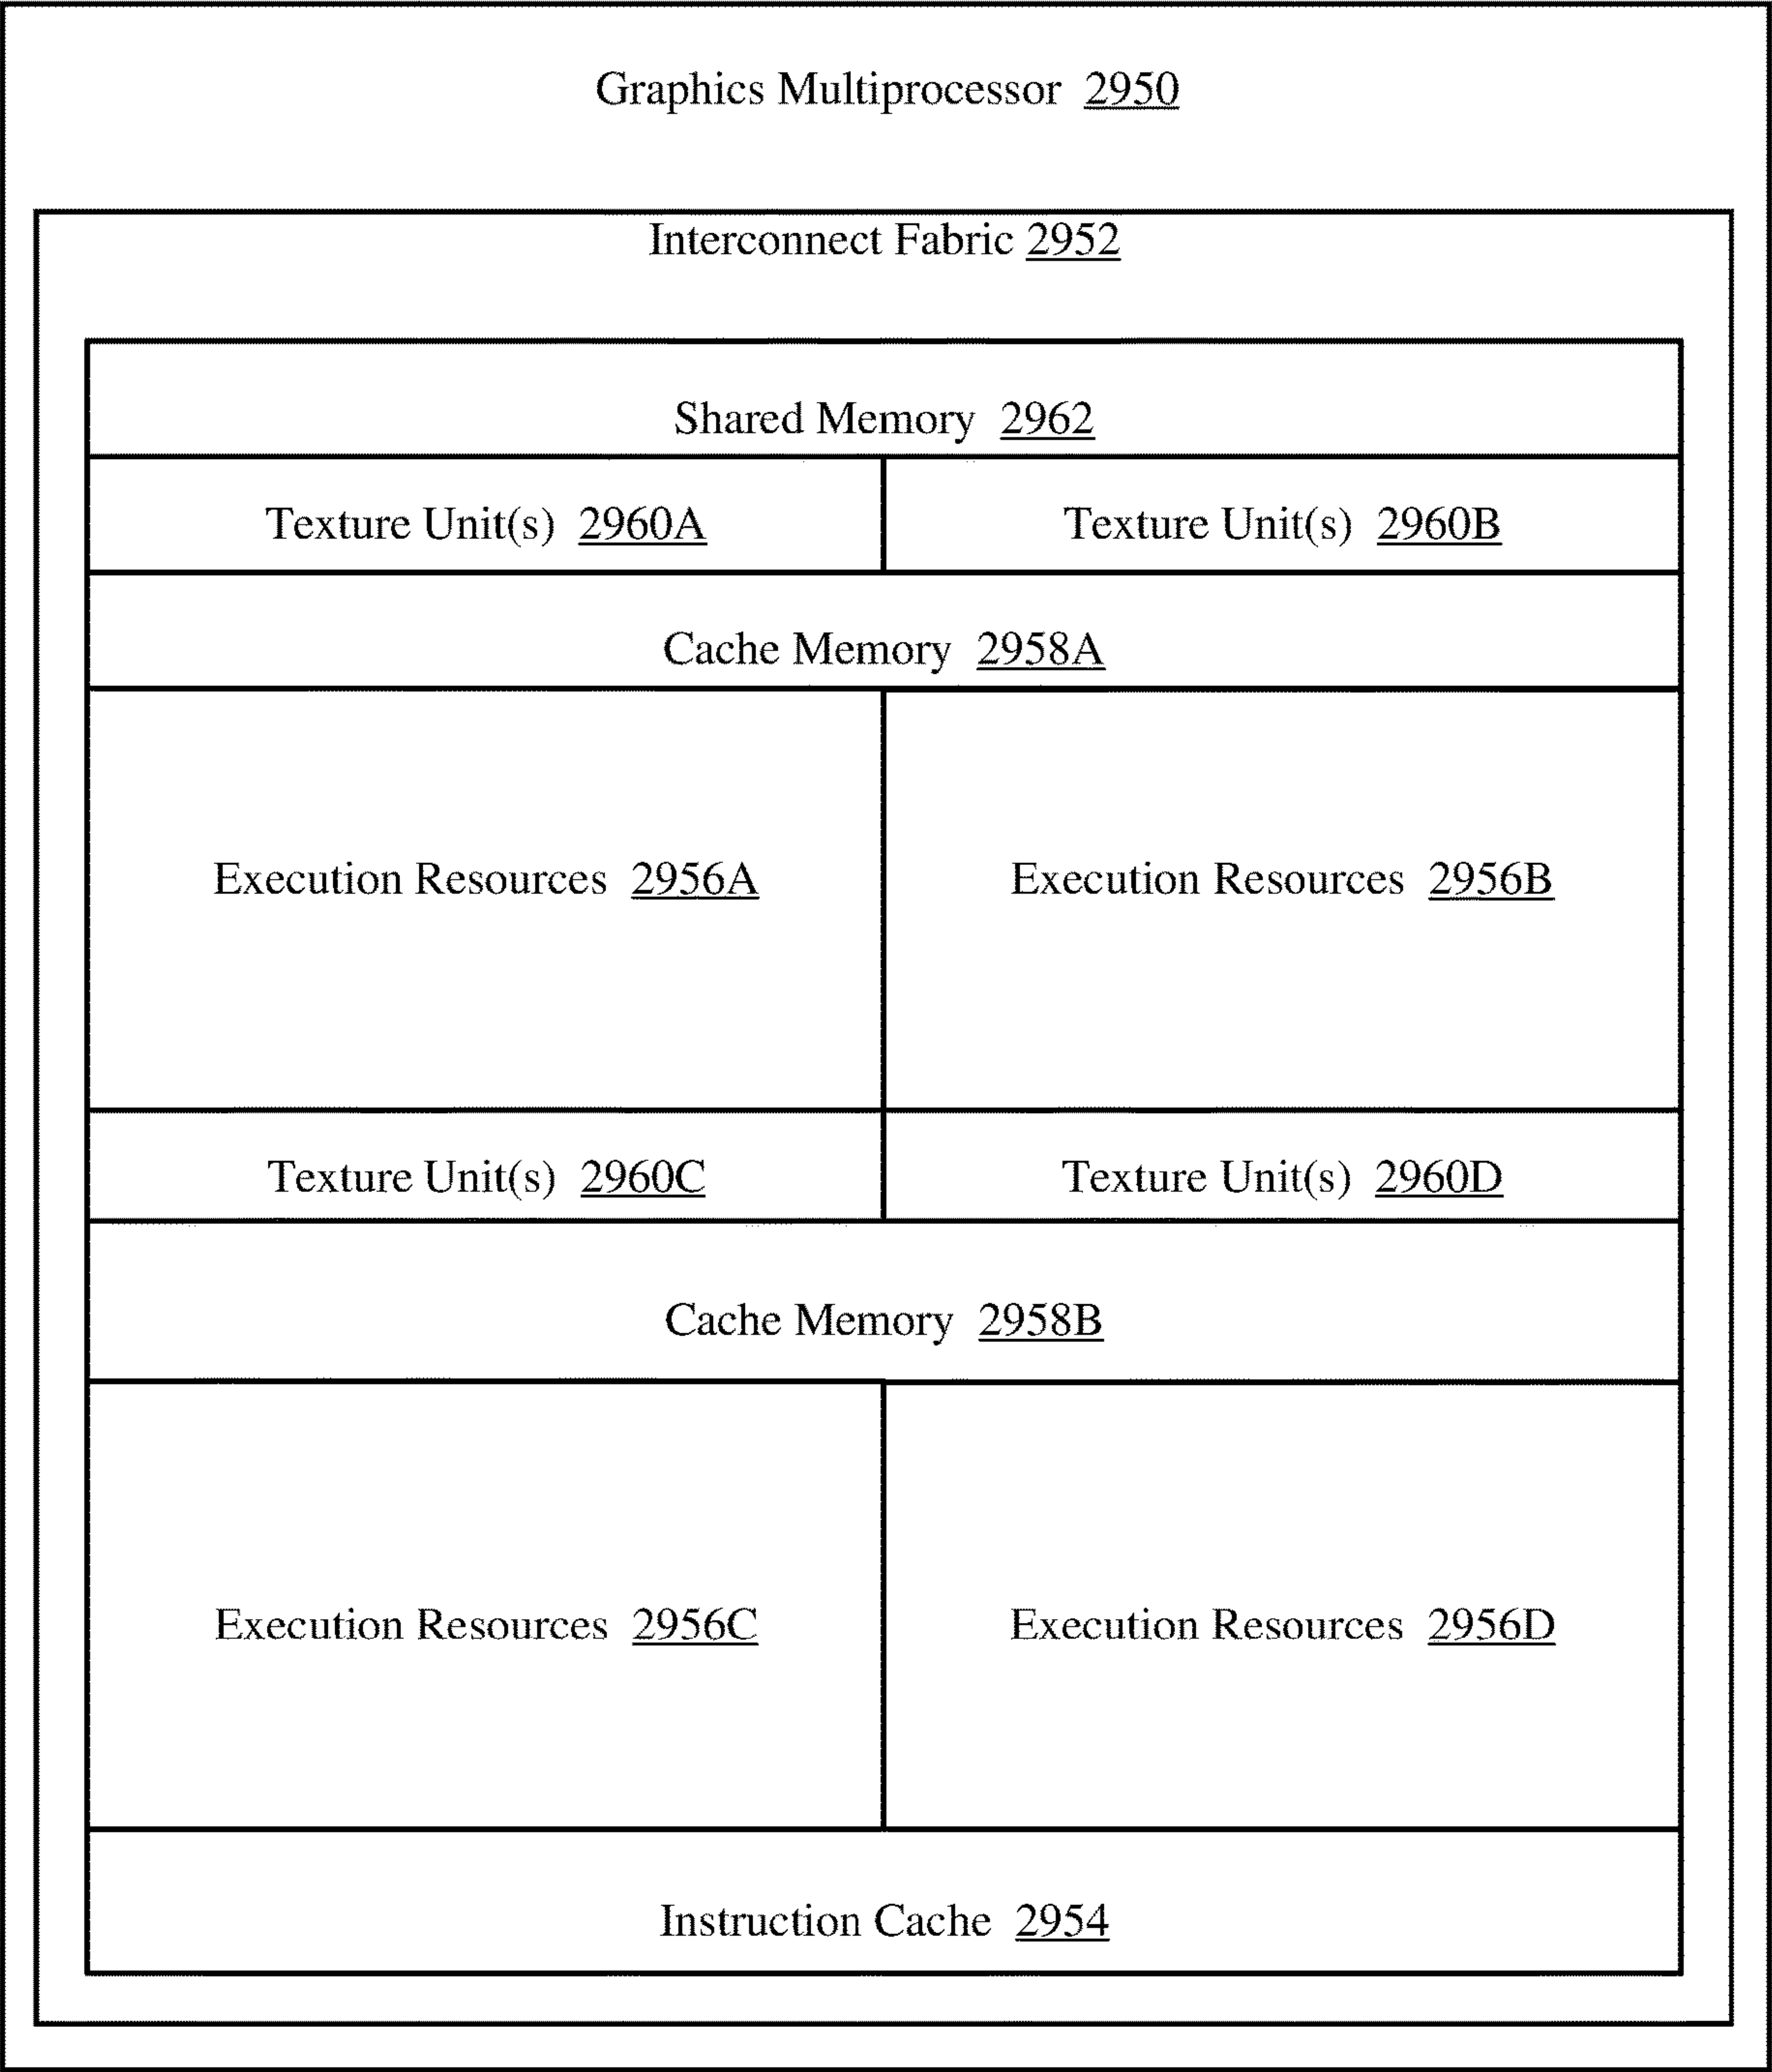 Graphics Multiprocessor 2950
Interconnect Fabric 2952
Shared Memory 2962
Texture Unit(s) 2960A
Texture Unit(s) 2960B
Cache Memory 2958A
Execution Resources 2956A
Execution Resources 2956B
Texture Unit(s) 2960C
Texture Unit(s) 2960D
Cache Memory 2958B
Execution Resources 2956C
Execution Resources 2956D
Instruction Cache 2954